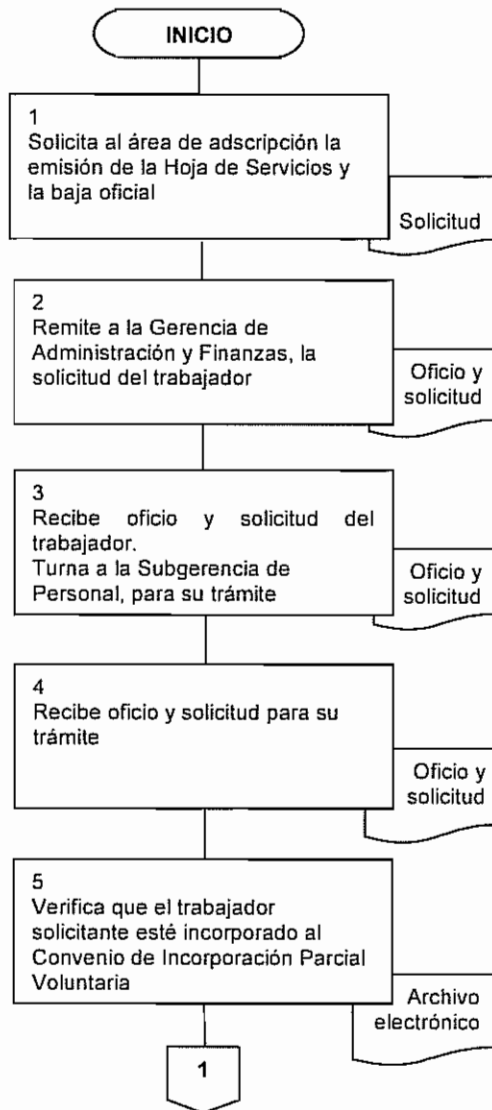 INICIO
1
Solicita al área de adscripción la
emisión de la Hoja de Servicios y
la baja oficial
Solicitud
2
Remite a la Gerencia de
Administración y Finanzas, la
solicitud del trabajador
Oficio y
solicitud
3
Recibe oficio y solicitud del
trabajador.
Turna a la Subgerencia de
Personal, para su trámite
Oficio y
solicitud
4
Recibe oficio y solicitud para su
trámite
Oficio y
solicitud
5
Verifica que el trabajador
solicitante esté incorporado al
Convenio de Incorporación Parcial
Voluntaria
Archivo
electrónico
1